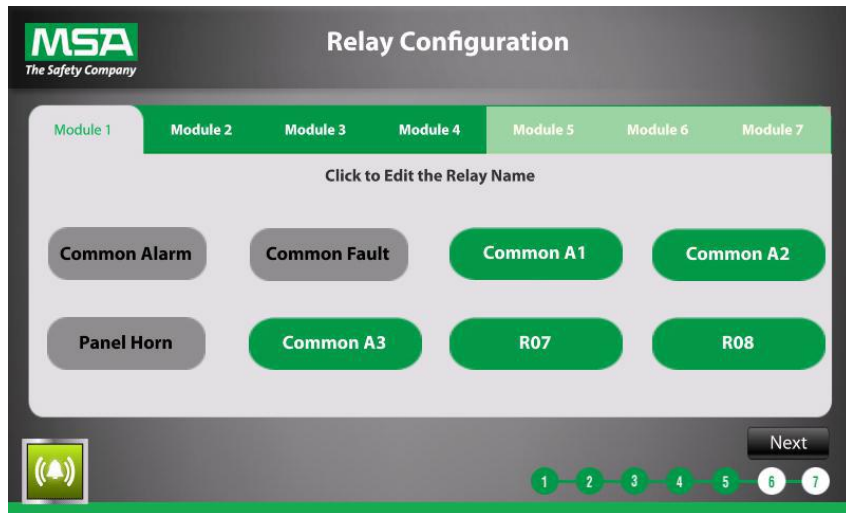 MSA
The Safety Company
Relay Configuration
Module 1 Module 2 Module 3 Module 4 Module 5 Module 6 Module 7
Click to Edit the Relay Name
Common Alarm Common Fault Common A1 Common A2
Panel Horn Common A3 R07 R08
Next
1 2 3 4 5 6 7